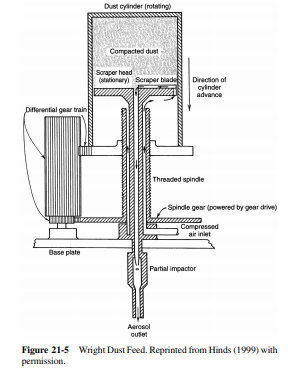 Dust cylinder (rotating)
Compacted dust
Scraper head
(stationary)
Scraper blade
Direction of
cylinder
advance
Differential gear train
Threaded spindle
Spindle gear (powered by gear drive)
Compressed
air inlet
Base plate
Partial impactor
Aerosol
outlet
Figure 21-5 Wright Dust Feed. Reprinted from Hinds (1999) with
permission.